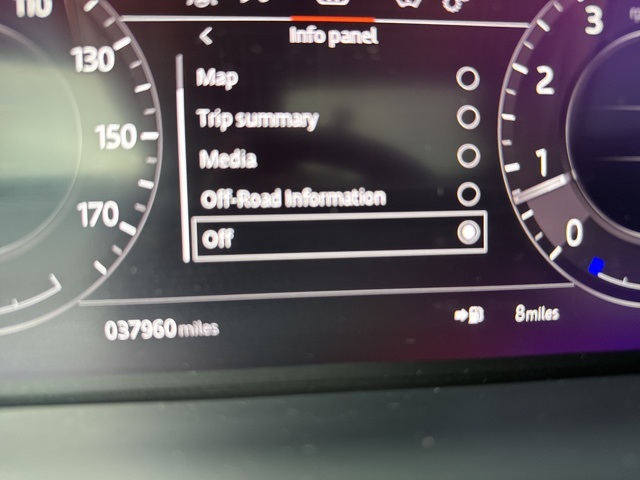 110
130
150
170
Info panel
Map
Trip summary
Media
Off-Road Information
Off
3
2
1
0
037960 miles
8 miles